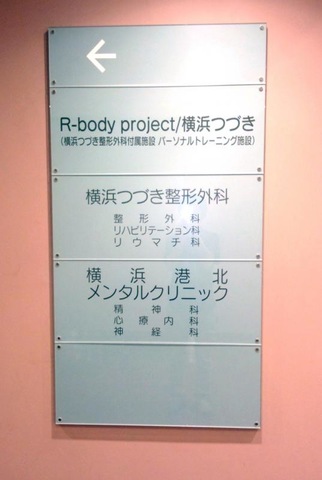 R-body project/横浜つづき
(横浜つづき整形外科付属施設 パーソナルトレーニング施設)
横浜つづき整形外科
整形外科
リハビリテーション科
リウマチ科
横浜港北
メンタルクリニック
精神科
心療内科
神経科